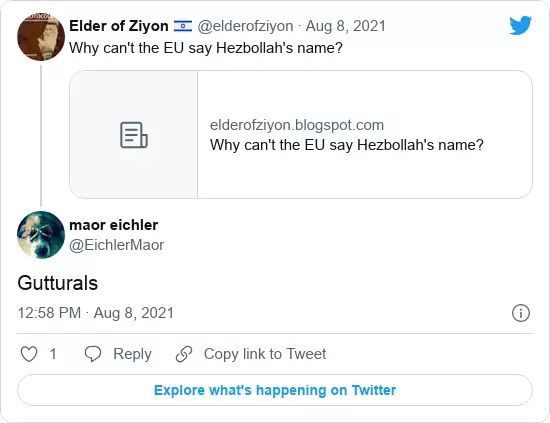 Elder of Ziyon 🇮🇱 @elderofziyon · Aug 8, 2021
Why can't the EU say Hezbollah's name?
elderofziyon.blogspot.com
Why can't the EU say Hezbollah's name?
maor eichler
@EichlerMaor
Gutturals
12:58 PM · Aug 8, 2021
1 Reply Copy link to Tweet
Explore what's happening on Twitter